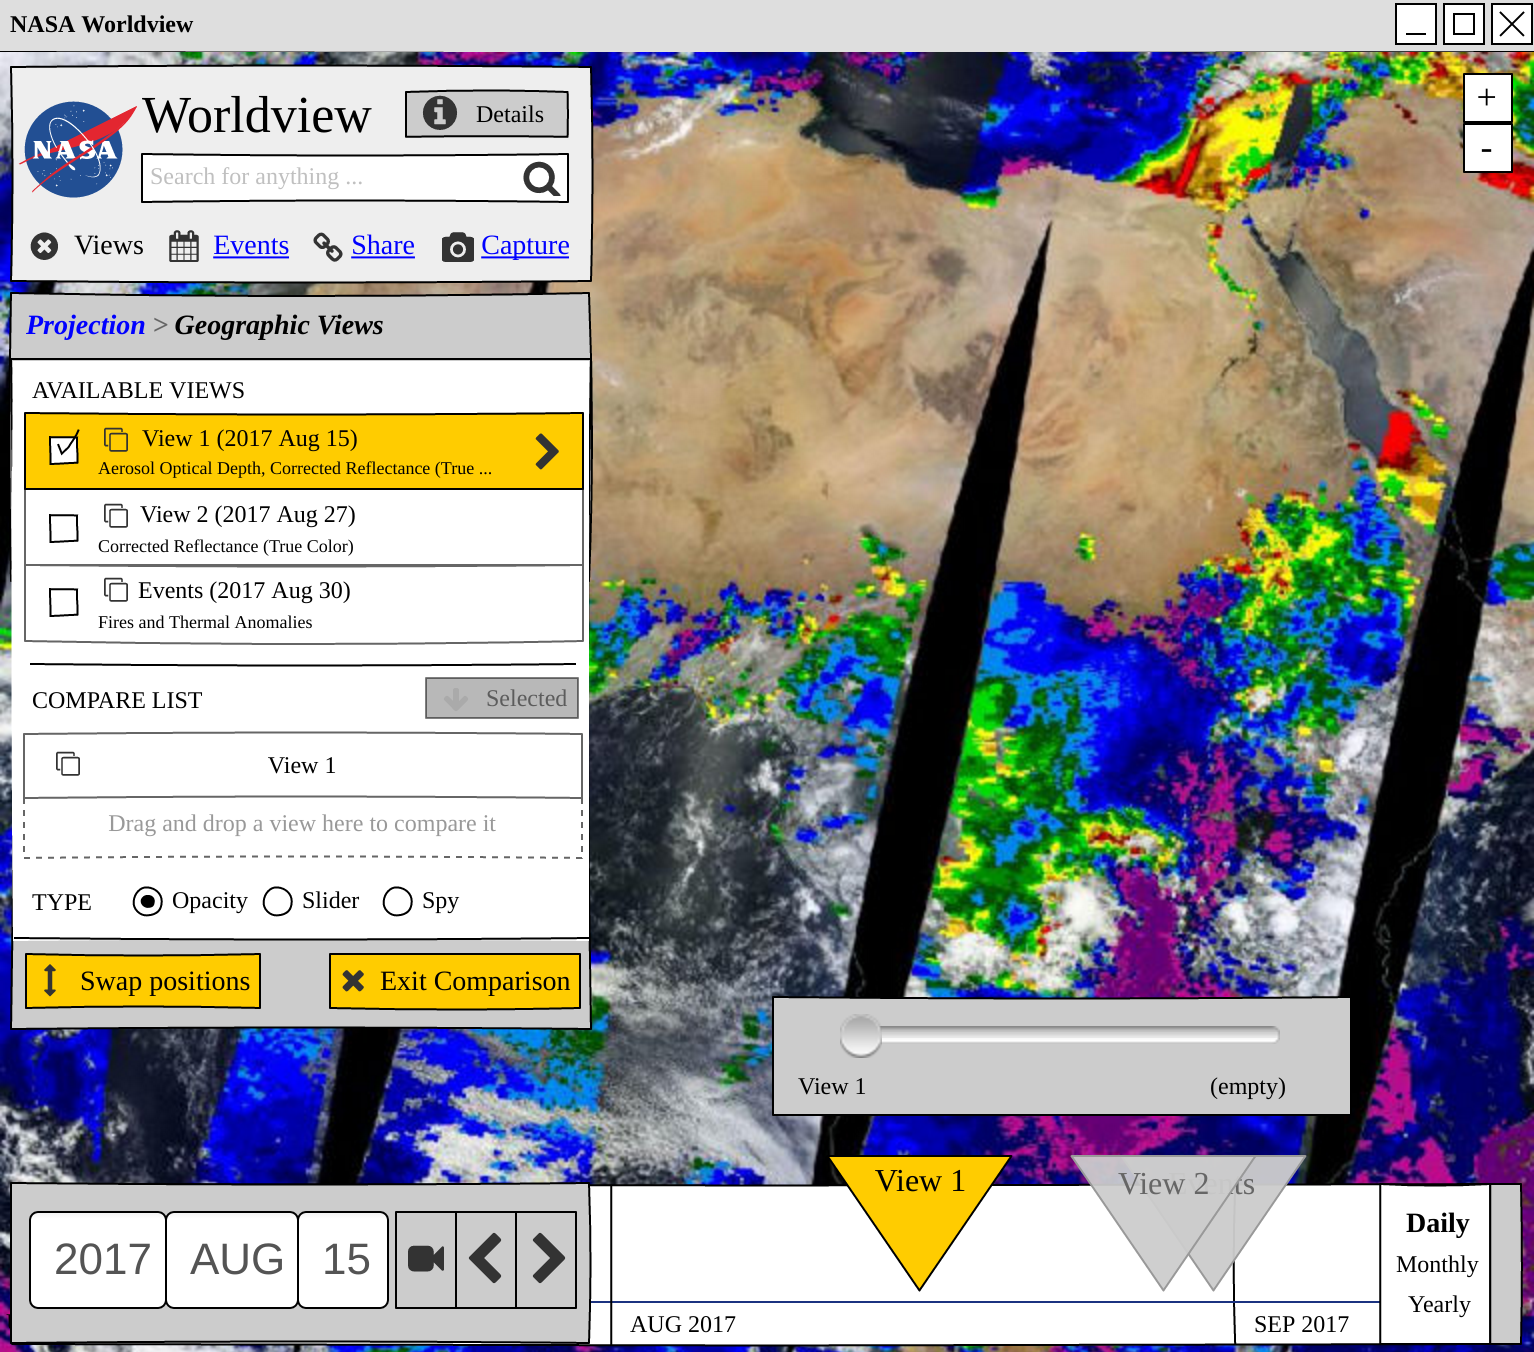 NASA Worldview
+
-
NASA
Worldview
Details
Search for anything ...
Views Events Share Capture
Projection > Geographic Views
AVAILABLE VIEWS
View 1 (2017 Aug 15)
Aerosol Optical Depth, Corrected Reflectance (True ...
View 2 (2017 Aug 27)
Corrected Reflectance (True Color)
Events (2017 Aug 30)
Fires and Thermal Anomalies
COMPARE LIST
Selected
View 1
Drag and drop a view here to compare it
TYPE Opacity Slider Spy
Swap positions Exit Comparison
View 1 (empty)
View 1
View 2
2017 AUG 15
AUG 2017
SEP 2017
Daily
Monthly
Yearly